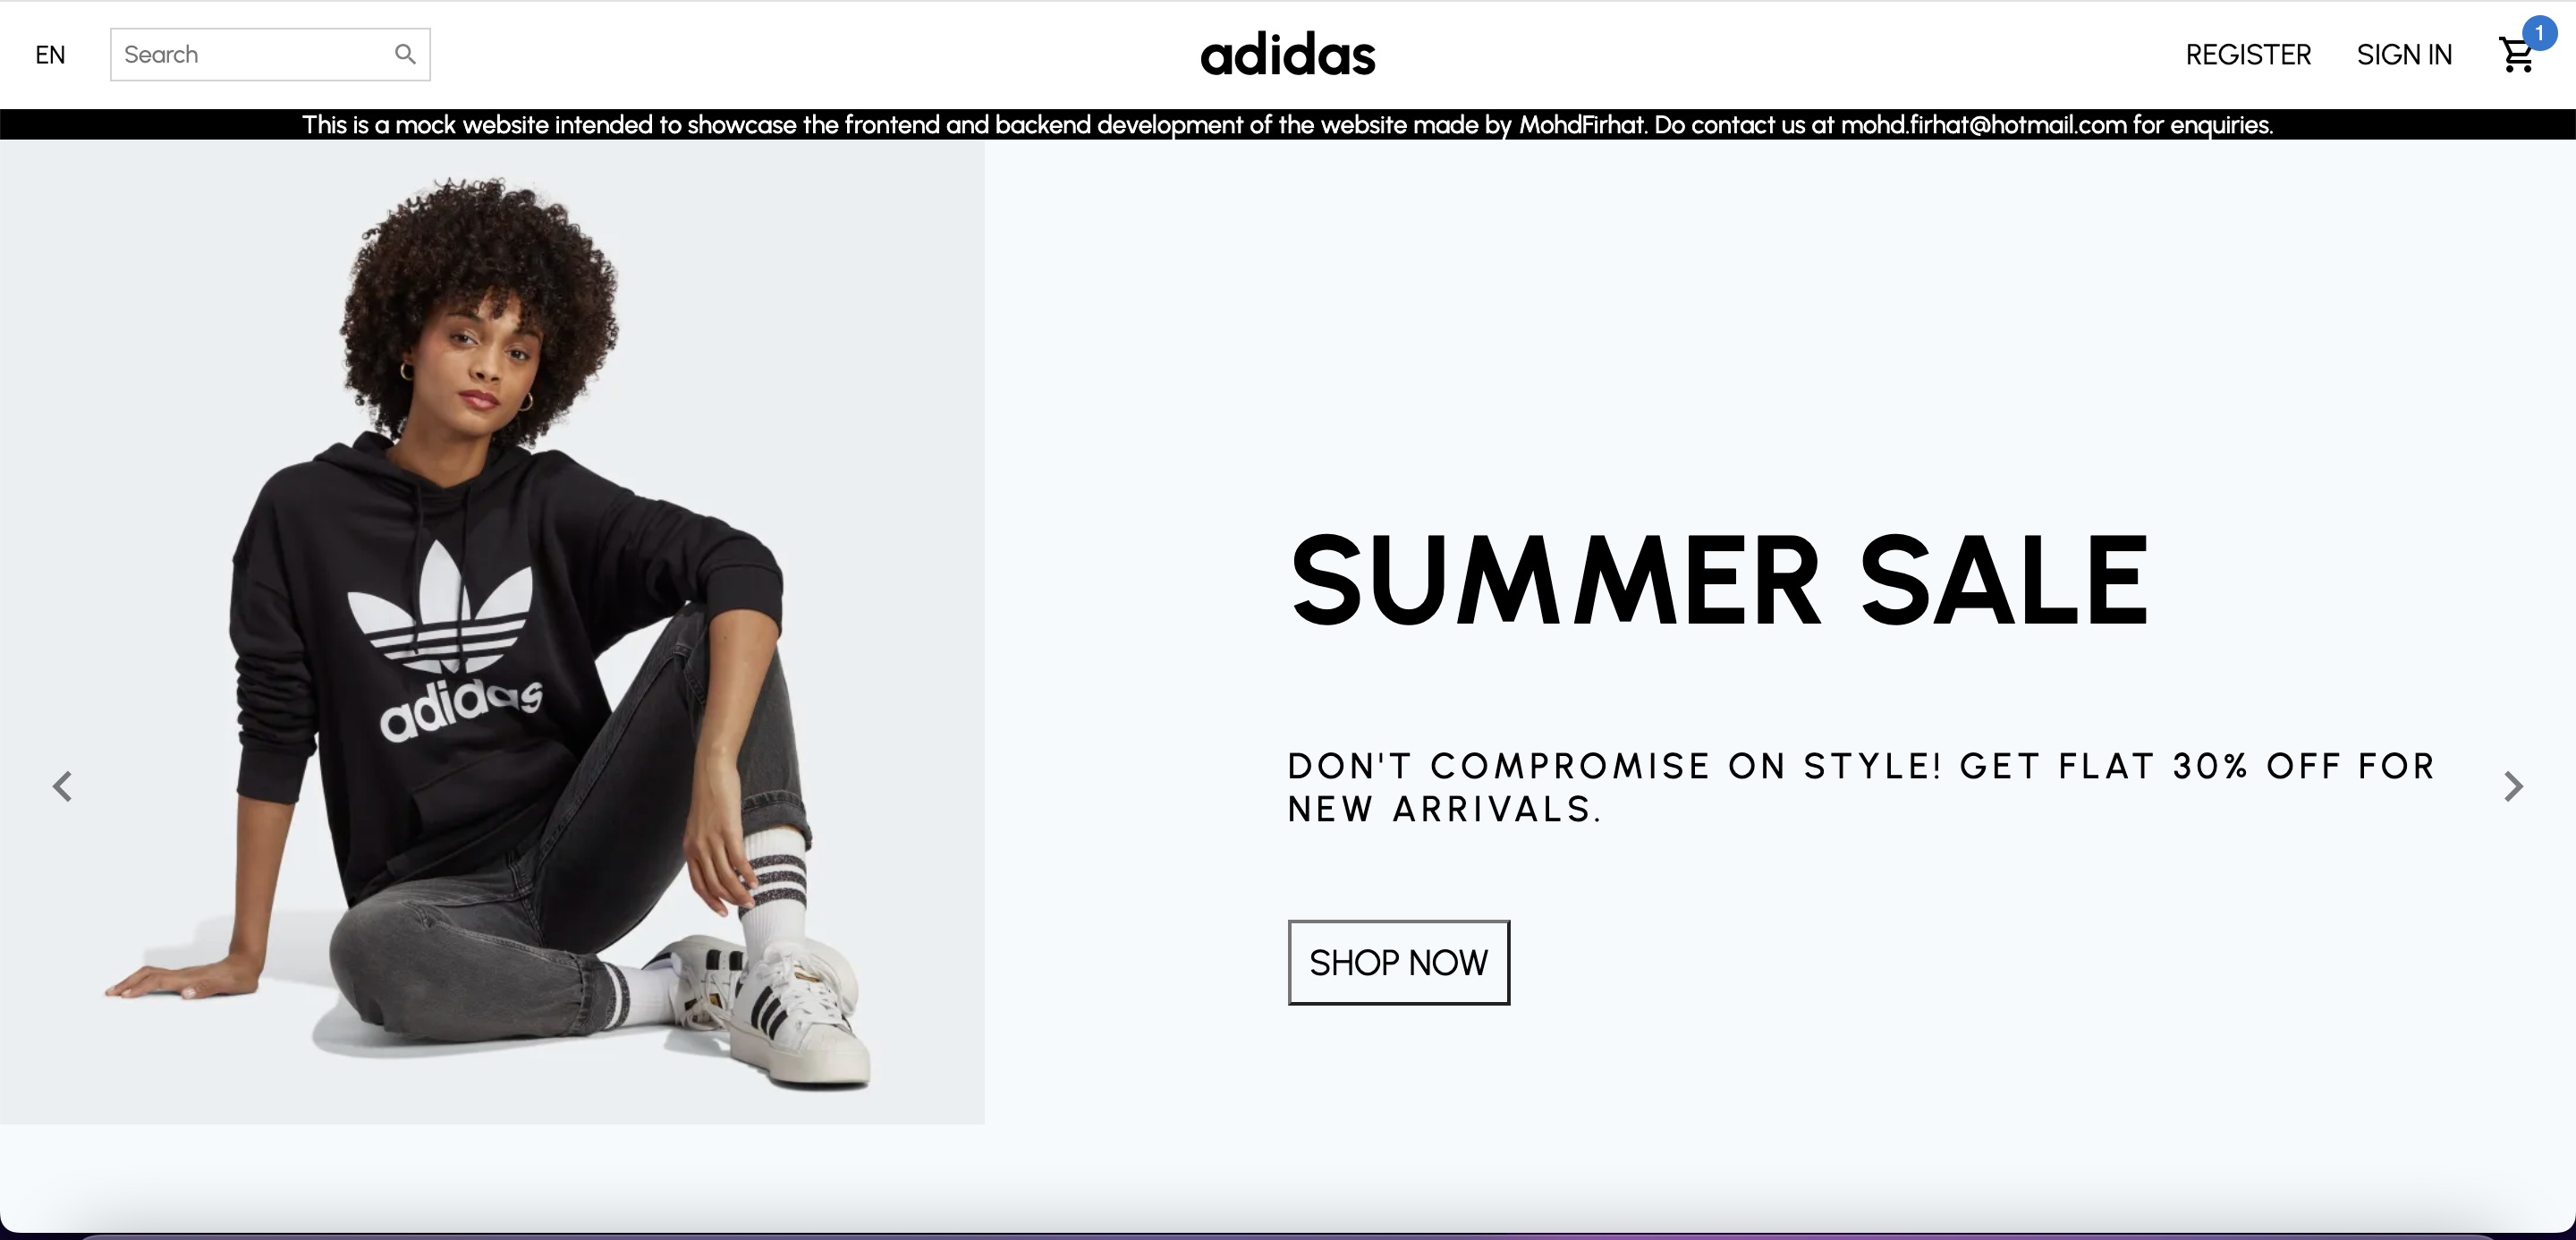 EN
Search
adidas
REGISTER
SIGN IN
1
This is a mock website intended to showcase the frontend and backend development of the website made by MohdFirhat. Do contact us at mohd.firhat@hotmail.com for enquiries.
adidas
SUMMER SALE
DON'T COMPROMISE ON STYLE! GET FLAT 30% OFF FOR
NEW ARRIVALS.
SHOP NOW